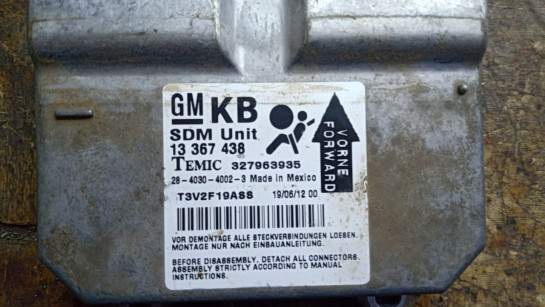 GM KB
SDM Unit
13 367 438
TEMIC 327963935
28-4030-4002-3 Made in Mexico
T3V2F19ASS 19/06/12 00
VORNE
FORWARD
VOR DEMONTAGE ALLE STECKVERBINDUNGEN LOESEN.
MONTAGE NUR NACH EINBAUANLEITUNG.
BEFORE DISASSEMBLY, DETACH ALL CONNECTORS.
ASSEMBLY STRICTLY ACCORDING TO MANUAL
INSTRUCTIONS.